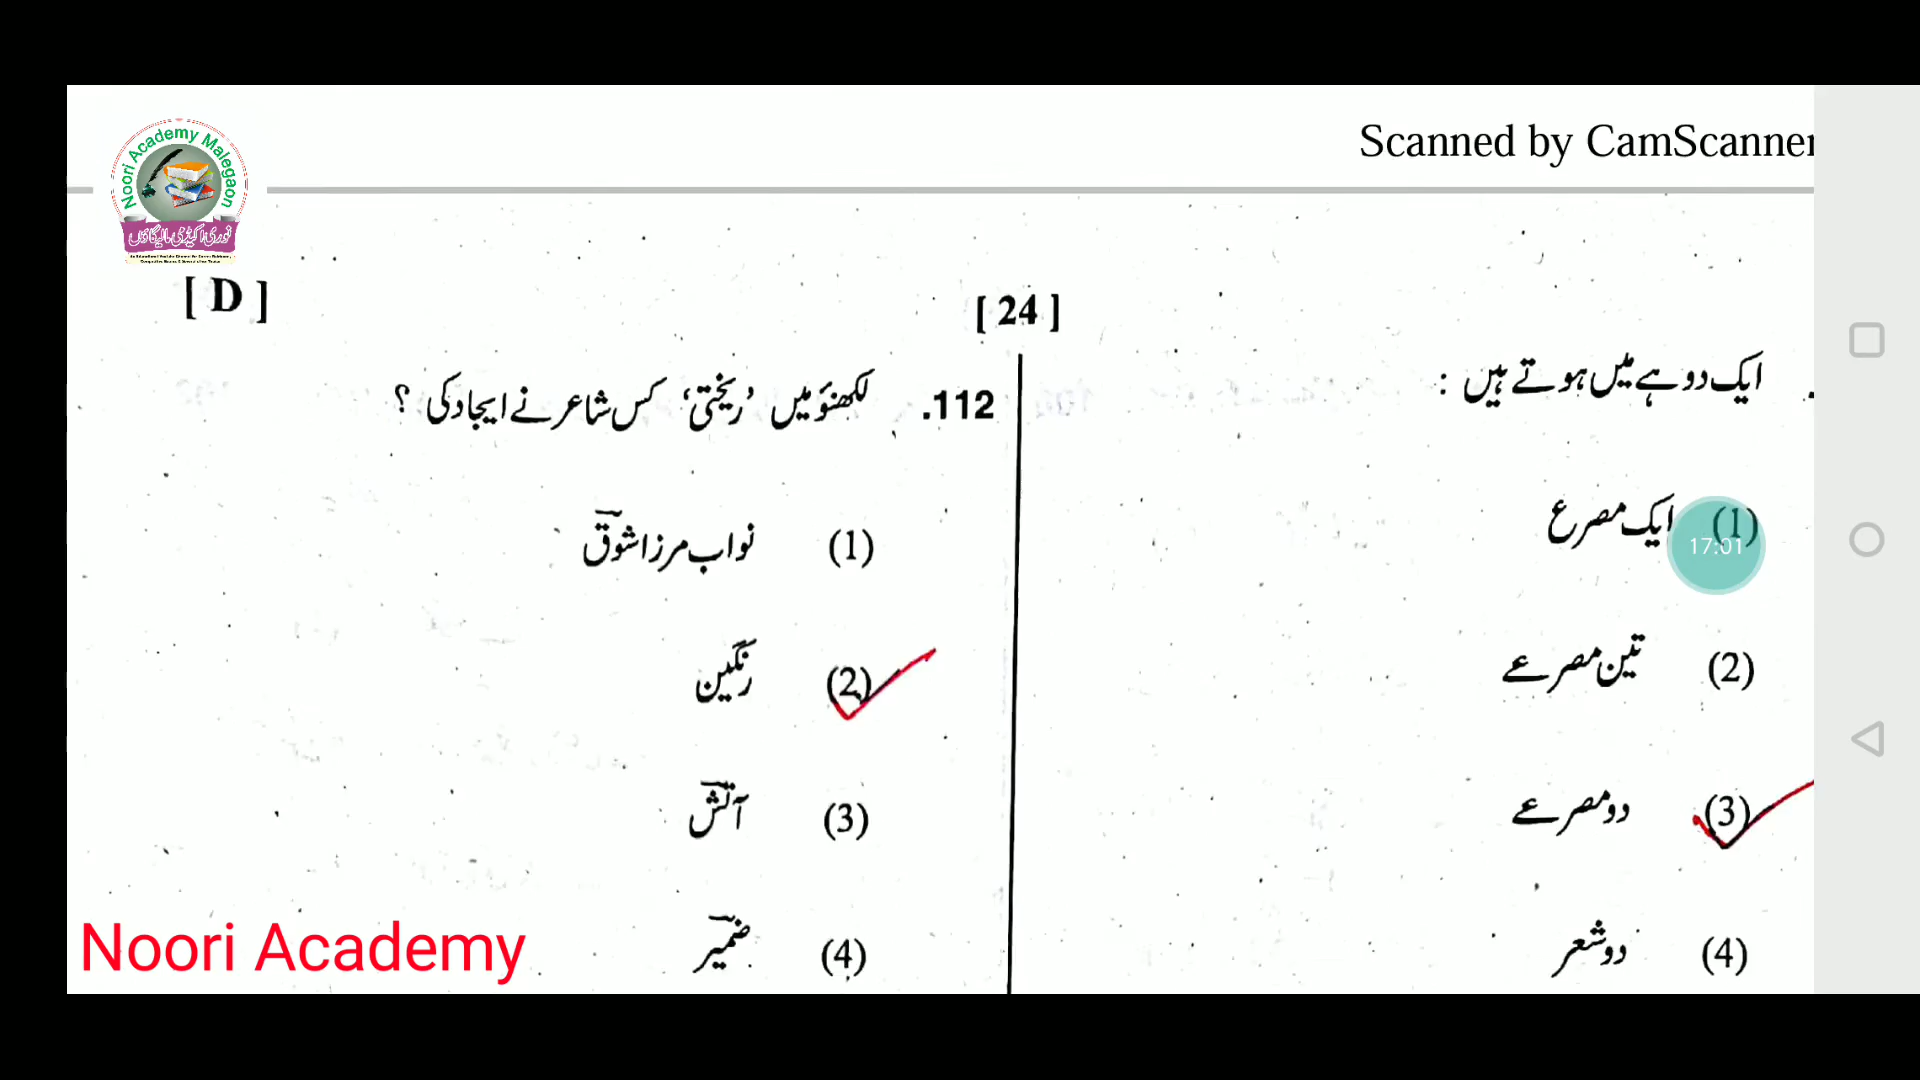 Scanned by CamScanner
Noori Academy Malegaon
نوری اکیڈمی مالیگاؤں
[ D ]
[ 24 ]
ایک دوہے میں ہوتے ہیں :
(1) ایک مصرع
17:01
(2) تین مصرعے
(3) دو مصرعے
(4) دو شعر
112. لکھنؤ میں ’ریختی‘ کس شاعر نے ایجاد کی ؟
(1) نواب مرزا شوقؔ
(2) رنگینؔ
(3) آتشؔ
(4) ضمیرؔ
Noori Academy